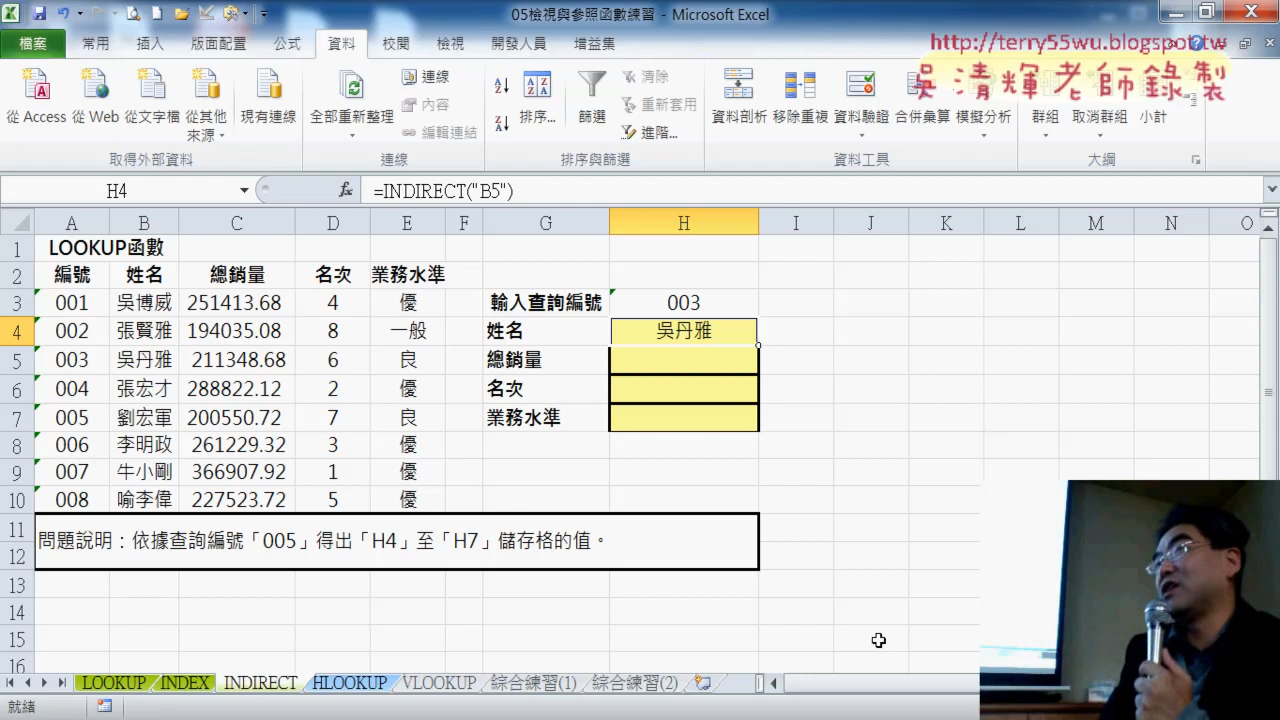 05檢視與參照函數練習 - Microsoft Excel
檔案 常用 插入 版面配置 公式 資料 校閱 檢視 開發人員 增益集
http://terry55wu.blogspot.tw
吳清輝老師錄製
從 Access 從 Web 從文字檔 從其他來源 現有連線 全部重新整理 連線 內容 編輯連結 排序... 篩選 清除 重新套用 進階... 資料剖析 移除重複 資料驗證 合併彙算 模擬分析 群組 取消群組 小計
取得外部資料 連線 排序與篩選 資料工具 大綱
H4 fx =INDIRECT("B5")
A B C D E F G H I J K L M N O
1 LOOKUP函數
2 編號 姓名 總銷量 名次 業務水準
3 001 吳博威 251413.68 4 優 輸入查詢編號 003
4 002 張賢雅 194035.08 8 一般 姓名 吳丹雅
5 003 吳丹雅 211348.68 6 良 總銷量
6 004 張宏才 288822.12 2 優 名次
7 005 劉宏軍 200550.72 7 良 業務水準
8 006 李明政 261229.32 3 優
9 007 牛小剛 366907.92 1 優
10 008 喻李偉 227523.72 5 優
11 問題說明：依據查詢編號「005」得出「H4」至「H7」儲存格的值。
12
13
14
15
16
LOOKUP INDEX INDIRECT HLOOKUP VLOOKUP 綜合練習(1) 綜合練習(2)
就緒